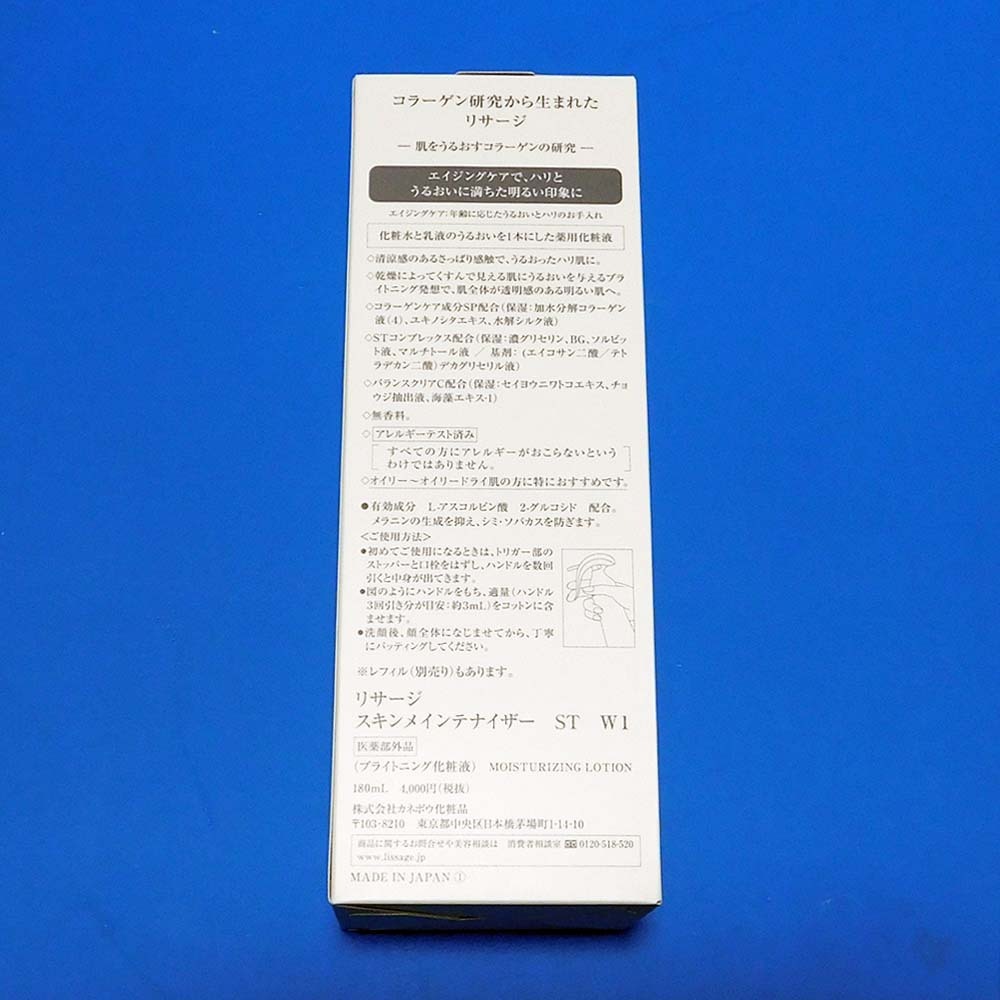 コラーゲン研究から生まれた
リサージ
― 肌をうるおすコラーゲンの研究 ―
エイジングケアで、ハリと
うるおいに満ちた明るい印象に
エイジングケア：年齢に応じたうるおいとハリのお手入れ
化粧水と乳液のうるおいを1本にした薬用化粧液
◇清涼感のあるさっぱり感触で、うるおったハリ肌に。
◇乾燥によってくすんで見える肌にうるおいを与えるブラ
イトニング発想で、肌全体が透明感のある明るい肌へ。
◇コラーゲンケア成分SP配合（保湿：加水分解コラーゲン
液（4）、ユキノシタエキス、水解シルク液）
◇STコンプレックス配合（保湿：濃グリセリン、BG、ソルビッ
ト液、マルチトール液 ／ 基剤：（エイコサン二酸／テト
ラデカン二酸）デカグリセリル液）
◇バランスクリアC配合（保湿：セイヨウニワトコエキス、チョ
ウジ抽出液、海藻エキス-1）
◇無香料。
◇ アレルギーテスト済み
すべての方にアレルギーがおこらないという
わけではありません。
◇オイリー～オイリードライ肌の方に特におすすめです。
●有効成分 L-アスコルビン酸 2-グルコシド 配合。
メラニンの生成を抑え、シミ・ソバカスを防ぎます。
＜ご使用方法＞
●初めてご使用になるときは、トリガー部の
ストッパーと口栓をはずし、ハンドルを数回
引くと中身が出てきます。
●図のようにハンドルをもち、適量（ハンドル
3回引き分が目安：約3mL）をコットンに含
ませます。
●洗顔後、顔全体になじませてから、丁寧
にパッティングしてください。
※レフィル（別売り）もあります。
リサージ
スキンメインテナイザー ST W1
医薬部外品
（ブライトニング化粧液） MOISTURIZING LOTION
180mL 4,000円（税抜）
株式会社カネボウ化粧品
〒103-8210 東京都中央区日本橋茅場町1-14-10
商品に関するお問合せや美容相談は 消費者相談室 0120-518-520
www.lissage.jp
MADE IN JAPAN ①